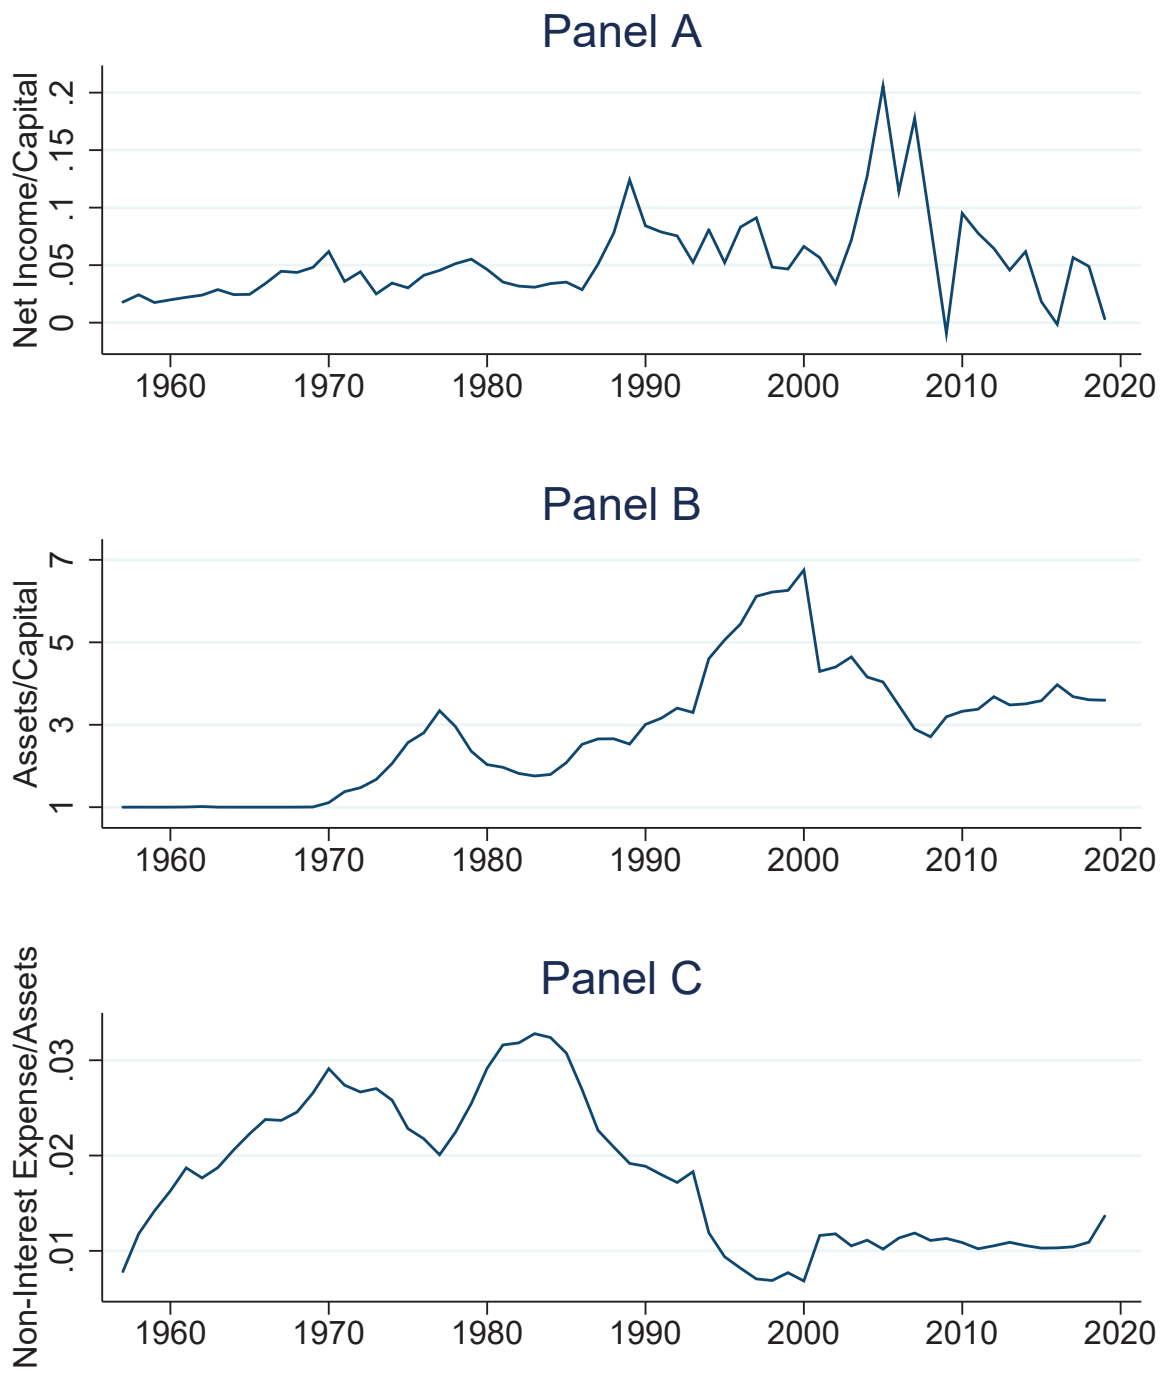 Panel A
Net Income/Capital
.2
.15
.1
.05
0
1960 1970 1980 1990 2000 2010 2020
Panel B
Assets/Capital
7
5
3
1
1960 1970 1980 1990 2000 2010 2020
Panel C
Non-Interest Expense/Assets
.03
.02
.01
1960 1970 1980 1990 2000 2010 2020